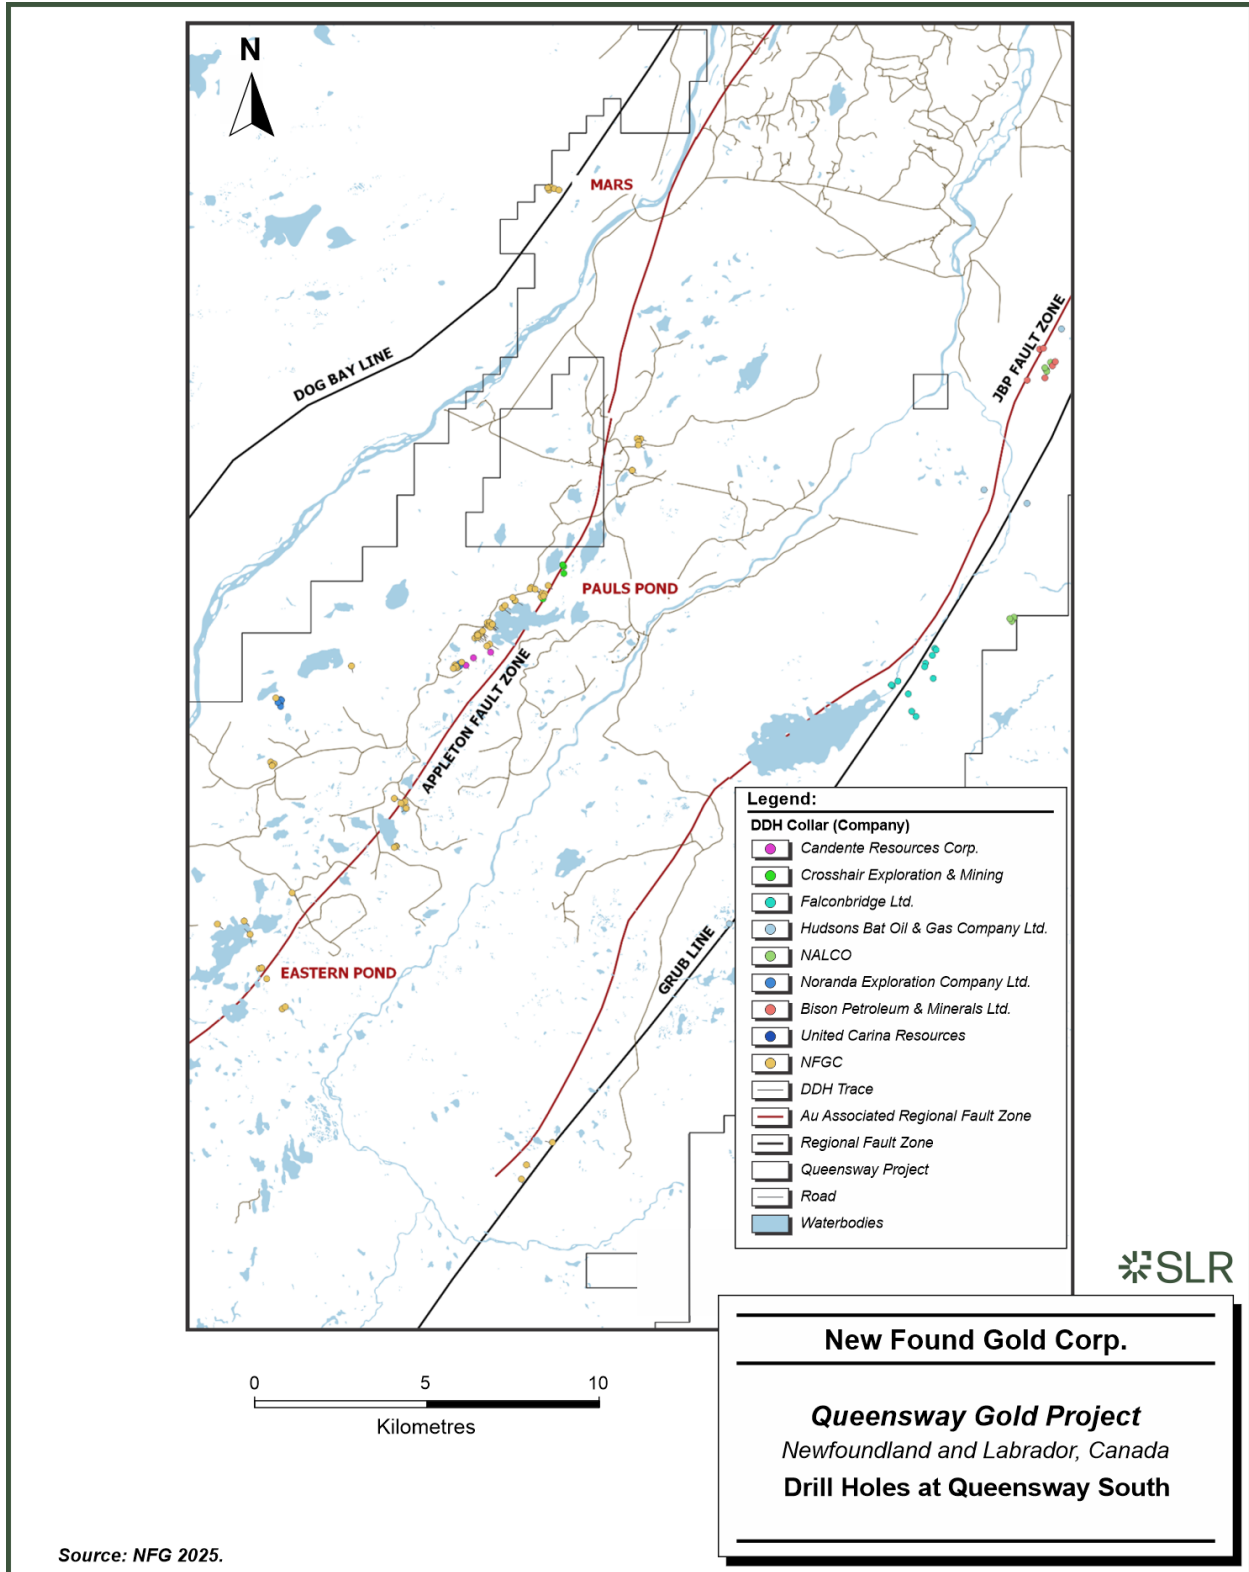 N
MARS
DOG BAY LINE
JBP FAULT ZONE
PAULS POND
APPLETON FAULT ZONE
EASTERN POND
GRUB LINE
Legend:
DDH Collar (Company)
Candente Resources Corp.
Crosshair Exploration & Mining
Falconbridge Ltd.
Hudsons Bat Oil & Gas Company Ltd.
NALCO
Noranda Exploration Company Ltd.
Bison Petroleum & Minerals Ltd.
United Carina Resources
NFGC
DDH Trace
Au Associated Regional Fault Zone
Regional Fault Zone
Queensway Project
Road
Waterbodies
SLR
New Found Gold Corp.
Queensway Gold Project
Newfoundland and Labrador, Canada
Drill Holes at Queensway South
0 5 10
Kilometres
Source: NFG 2025.